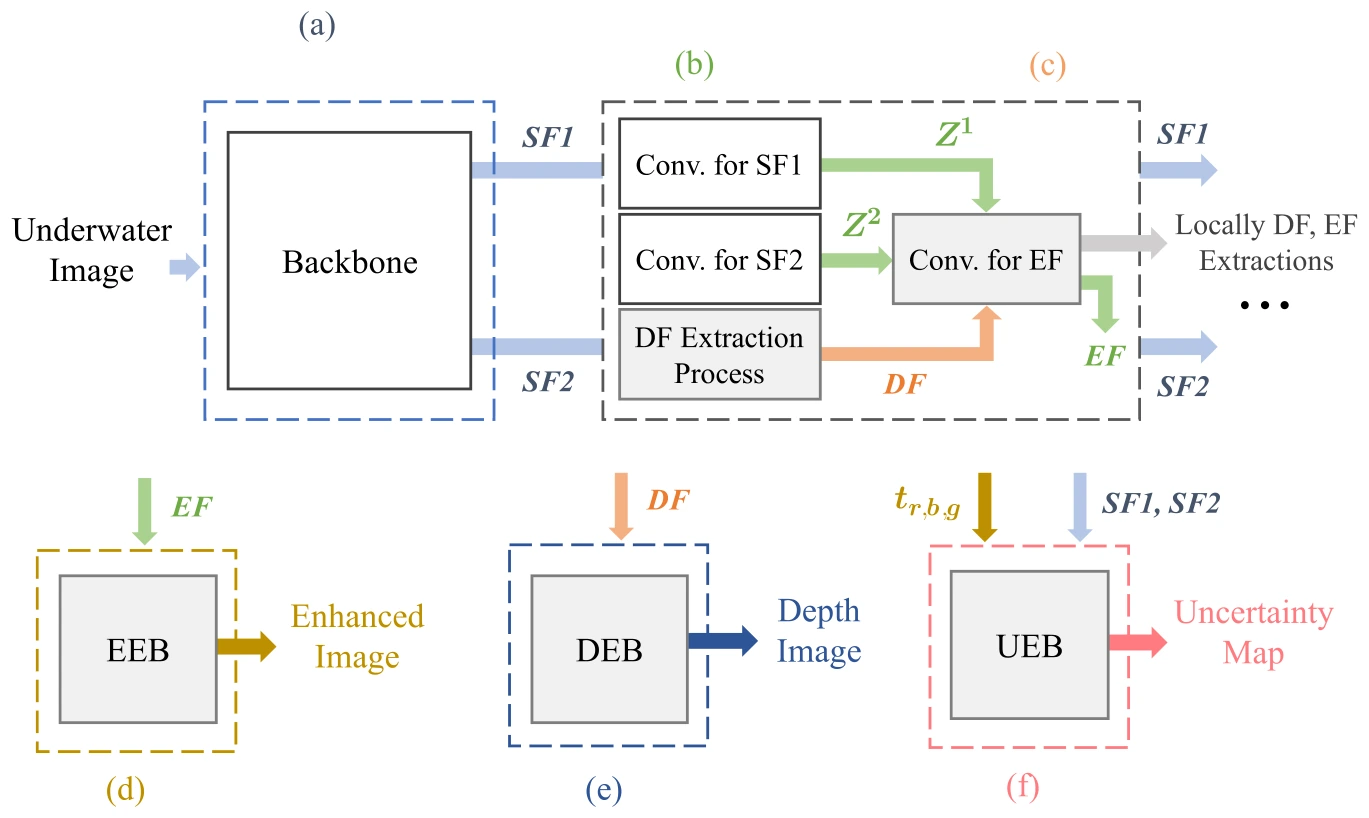 (a)
(b)
(c)
Underwater
Image
Backbone
SF1
SF2
Conv. for SF1
Conv. for SF2
DF Extraction
Process
Z¹
Z²
DF
Conv. for EF
EF
SF1
Locally DF, EF
Extractions
...
SF2
EF
EEB
Enhanced
Image
(d)
DF
DEB
Depth
Image
(e)
t_{r,b,g}
SF1, SF2
UEB
Uncertainty
Map
(f)